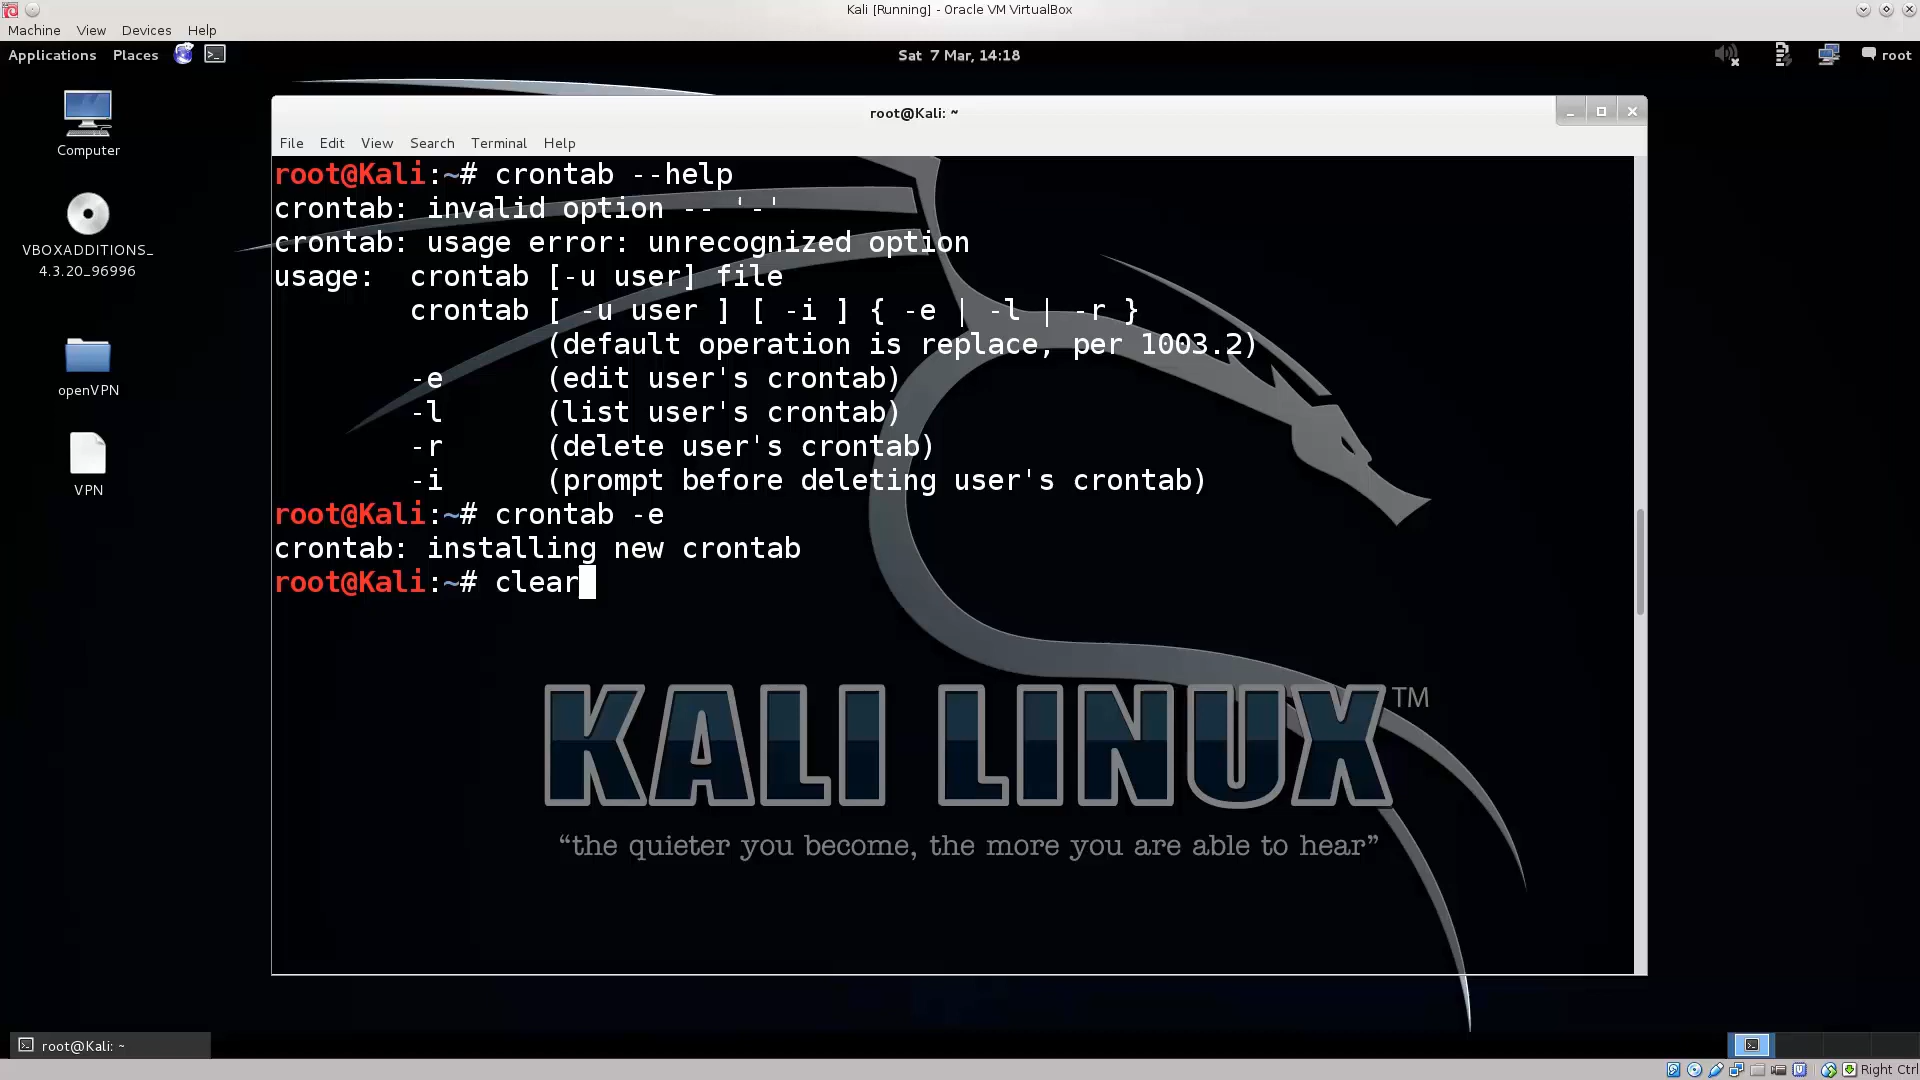 Kali [Running] - Oracle VM VirtualBox
Machine View Devices Help
Applications Places Sat 7 Mar, 14:18 root
Computer
VBOXADDITIONS_
4.3.20_96996
openVPN
VPN
root@Kali: ~
File Edit View Search Terminal Help
root@Kali:~# crontab --help
crontab: invalid option -- '-'
crontab: usage error: unrecognized option
usage: crontab [-u user] file
crontab [ -u user ] [ -i ] { -e | -l | -r }
(default operation is replace, per 1003.2)
-e (edit user's crontab)
-l (list user's crontab)
-r (delete user's crontab)
-i (prompt before deleting user's crontab)
root@Kali:~# crontab -e
crontab: installing new crontab
root@Kali:~# clear
KALI LINUX™
“the quieter you become, the more you are able to hear”
root@Kali: ~
Right Ctrl